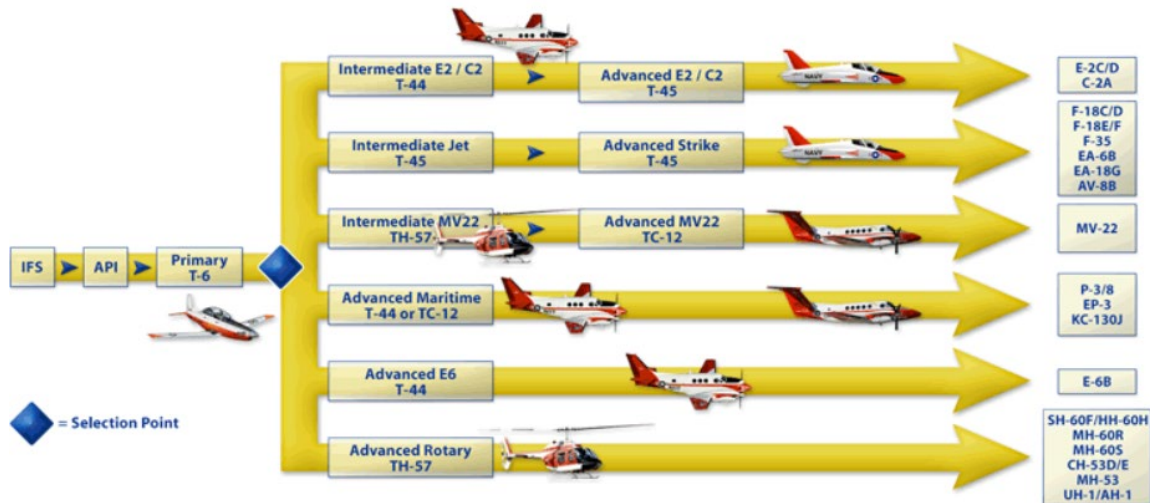 IFS
API
Primary
T-6
= Selection Point
Intermediate E2 / C2
T-44
Advanced E2 / C2
T-45
NAVY
E-2C/D
C-2A
Intermediate Jet
T-45
Advanced Strike
T-45
NAVY
F-18C/D
F-18E/F
F-35
EA-6B
EA-18G
AV-8B
Intermediate MV22
TH-57
Advanced MV22
TC-12
MV-22
Advanced Maritime
T-44 or TC-12
P-3/8
EP-3
KC-130J
Advanced E6
T-44
E-6B
Advanced Rotary
TH-57
SH-60F/HH-60H
MH-60R
MH-60S
CH-53D/E
MH-53
UH-1/AH-1